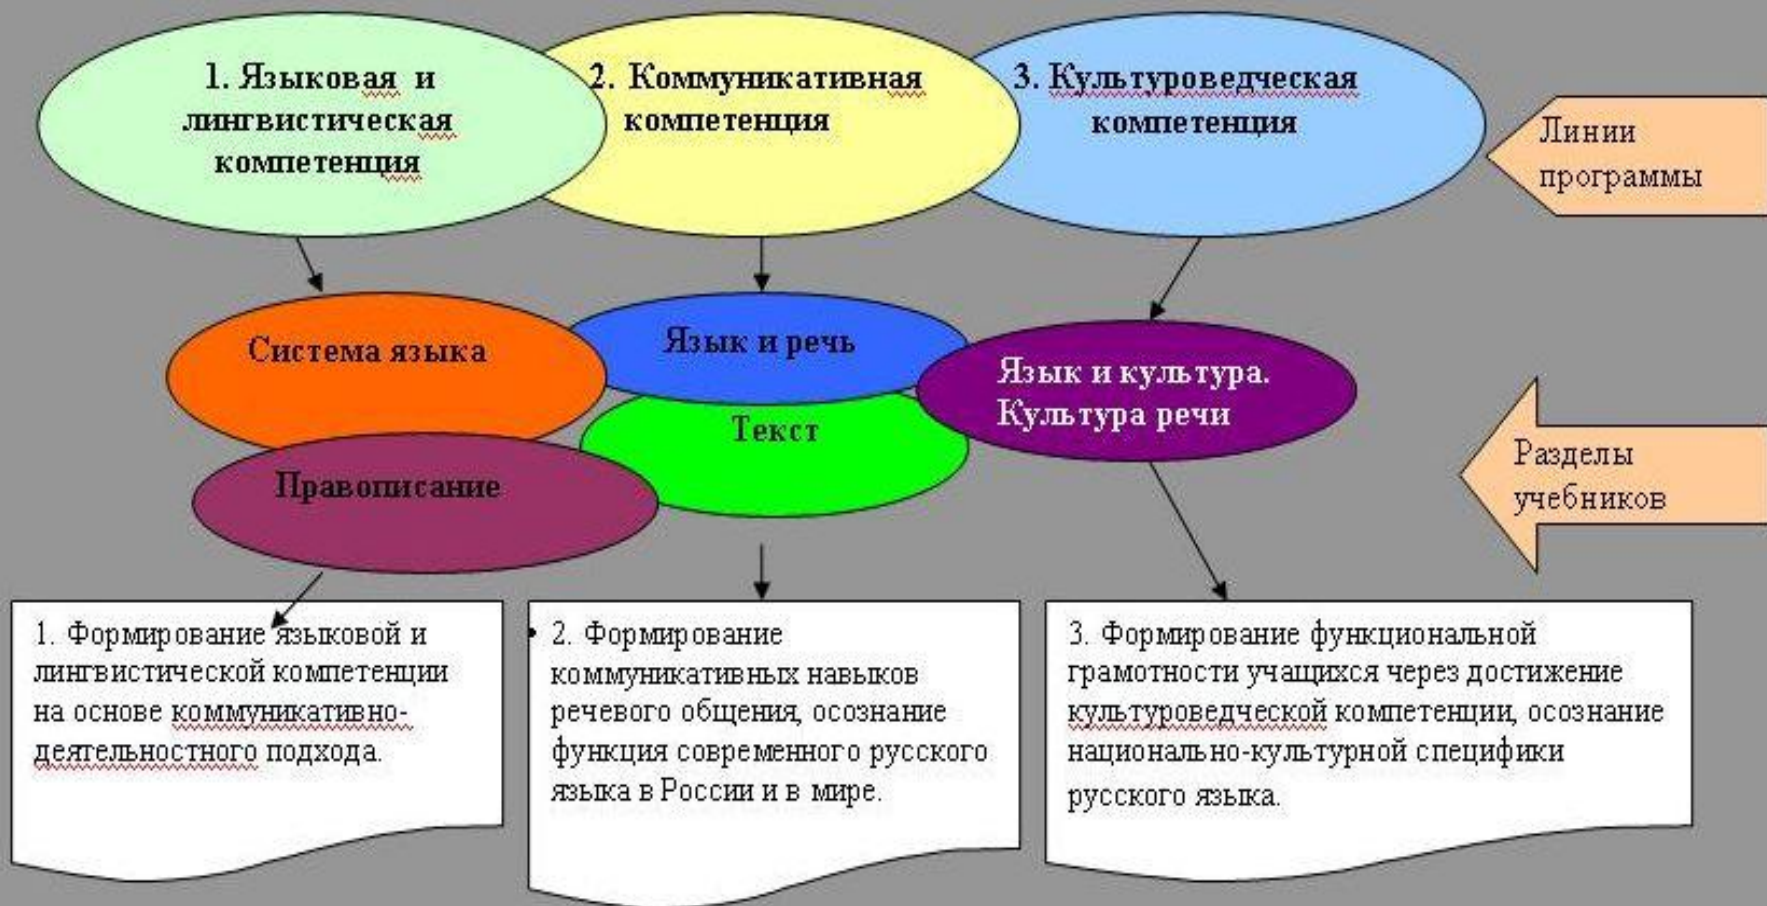 1. Языковая и
лингвистическая
компетенция
2. Коммуникативная
компетенция
3. Культуроведческая
компетенция
Линии
программы
Система языка
Язык и речь
Язык и культура.
Культура речи
Текст
Правописание
Разделы
учебников
1. Формирование языковой и
лингвистической компетенции
на основе коммуникативно-
деятельностного подхода.
• 2. Формирование
коммуникативных навыков
речевого общения, осознание
функция современного русского
языка в России и в мире.
3. Формирование функциональной
грамотности учащихся через достижение
культуроведческой компетенции, осознание
национально-культурной специфики
русского языка.